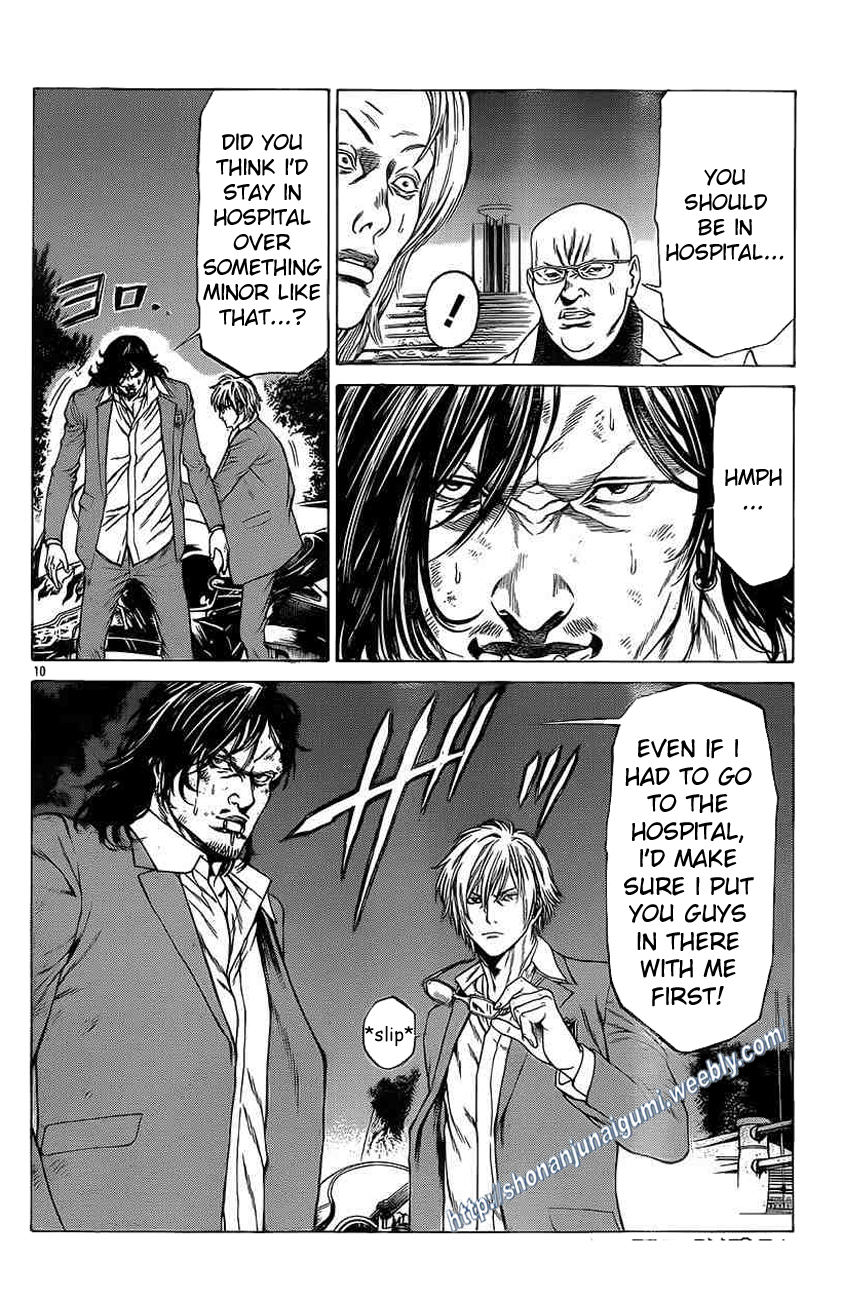 YOU
SHOULD
BE IN
HOSPITAL...
!
DID YOU
THINK I'D
STAY IN
HOSPITAL
OVER
SOMETHING
MINOR LIKE
THAT...?
ヨロ..
HMPH
...
10
EVEN IF I
HAD TO GO
TO THE
HOSPITAL,
I'D MAKE
SURE I PUT
YOU GUYS
IN THERE
WITH ME
FIRST!
*slip*
http://shonanjunaigumi.weebly.com/